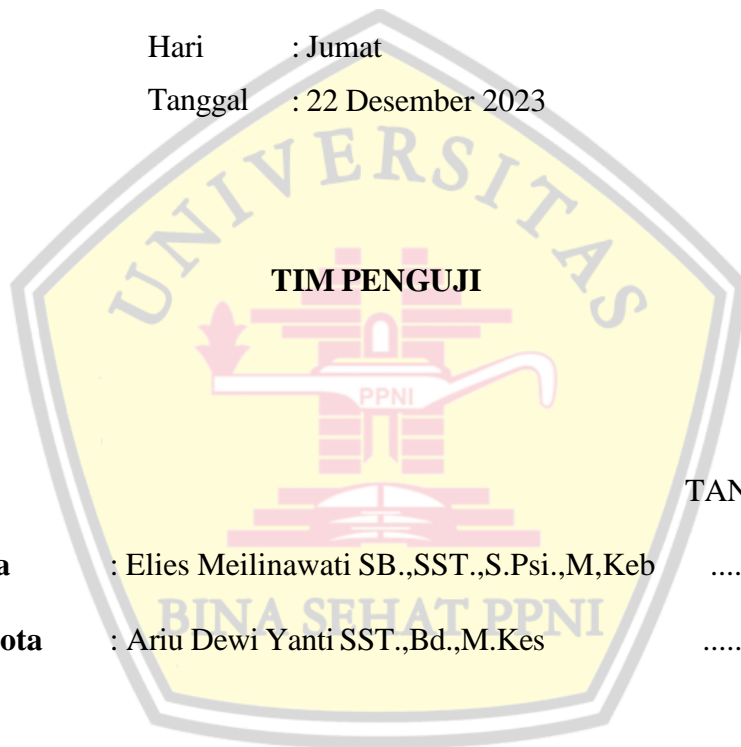 Hari : Jumat
Tanggal : 22 Desember 2023
UNIVERSITAS
TIM PENGUJI
PPNI
TAN
a : Elies Meilinawati SB.,SST.,S.Psi.,M,Keb ....
BINA SEHAT PPNI
ota : Ariu Dewi Yanti SST.,Bd.,M.Kes .....